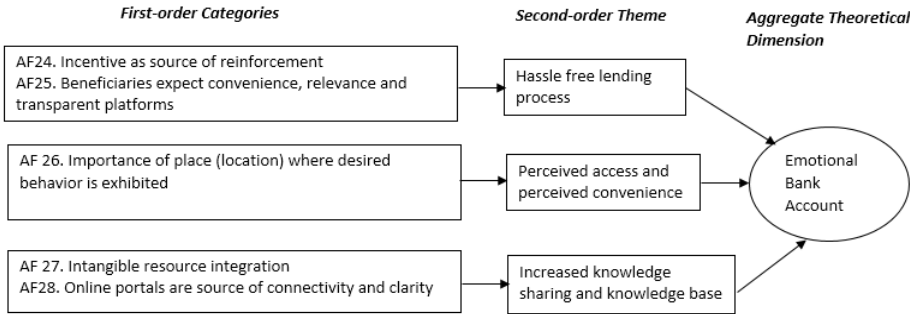 First-order Categories
Second-order Theme
Aggregate Theoretical
Dimension
AF24. Incentive as source of reinforcement
AF25. Beneficiaries expect convenience, relevance and
transparent platforms
Hassle free lending
process
AF 26. Importance of place (location) where desired
behavior is exhibited
Perceived access and
perceived convenience
Emotional
Bank
Account
AF 27. Intangible resource integration
AF28. Online portals are source of connectivity and clarity
Increased knowledge
sharing and knowledge base